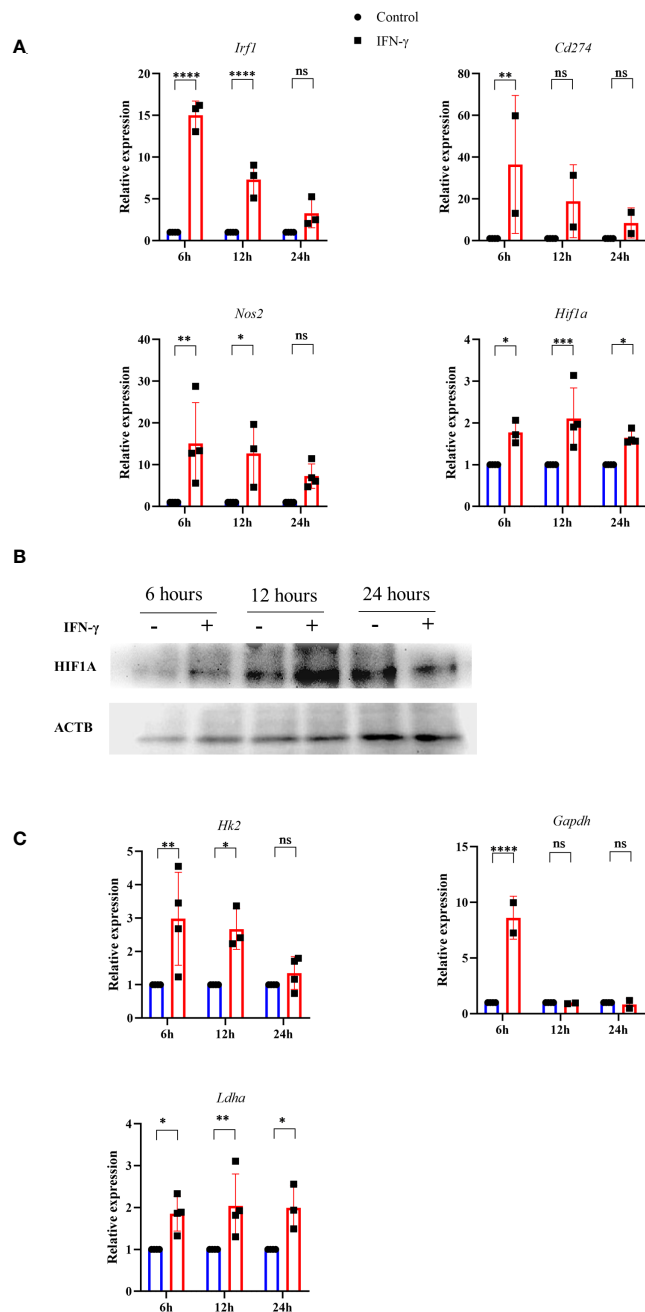 Control
IFN-γ
A
Irf1
**** **** ns
Relative expression
20
15
10
5
0
6h 12h 24h
Cd274
** ns ns
Relative expression
80
60
40
20
0
6h 12h 24h
Nos2
** * ns
Relative expression
40
30
20
10
0
6h 12h 24h
Hif1a
* *** *
Relative expression
4
3
2
1
0
6h 12h 24h
B
6 hours 12 hours 24 hours
IFN-γ - + - + - +
HIF1A
ACTB
C
Hk2
** * ns
Relative expression
5
4
3
2
1
0
6h 12h 24h
Gapdh
**** ns ns
Relative expression
15
10
5
0
6h 12h 24h
Ldha
* ** *
Relative expression
4
3
2
1
0
6h 12h 24h